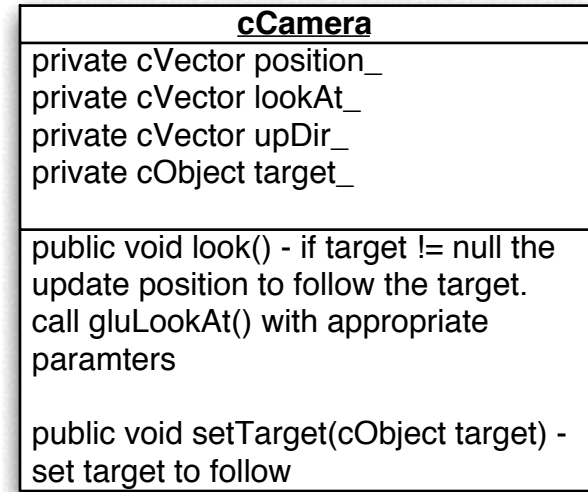 cCamera
private cVector position_
private cVector lookAt_
private cVector upDir_
private cObject target_
public void look() - if target != null the
update position to follow the target.
call gluLookAt() with appropriate
paramters
public void setTarget(cObject target) -
set target to follow